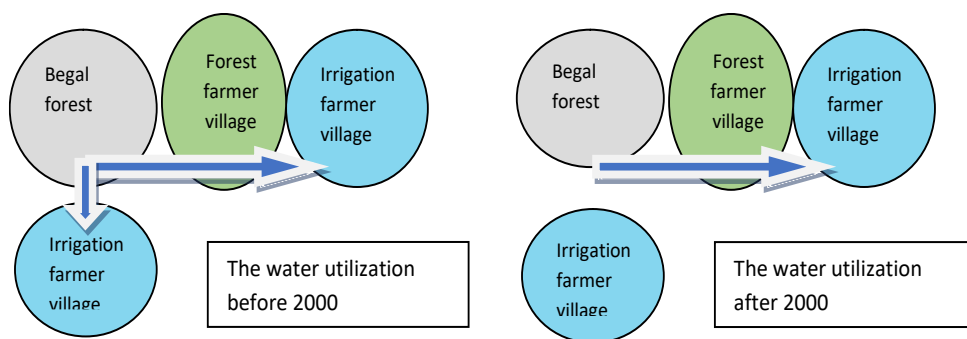 Begal
forest
Forest
farmer
village
Irrigation
farmer
village
Irrigation
farmer
village
The water utilization
before 2000
Begal
forest
Forest
farmer
village
Irrigation
farmer
village
Irrigation
farmer
village
The water utilization
after 2000